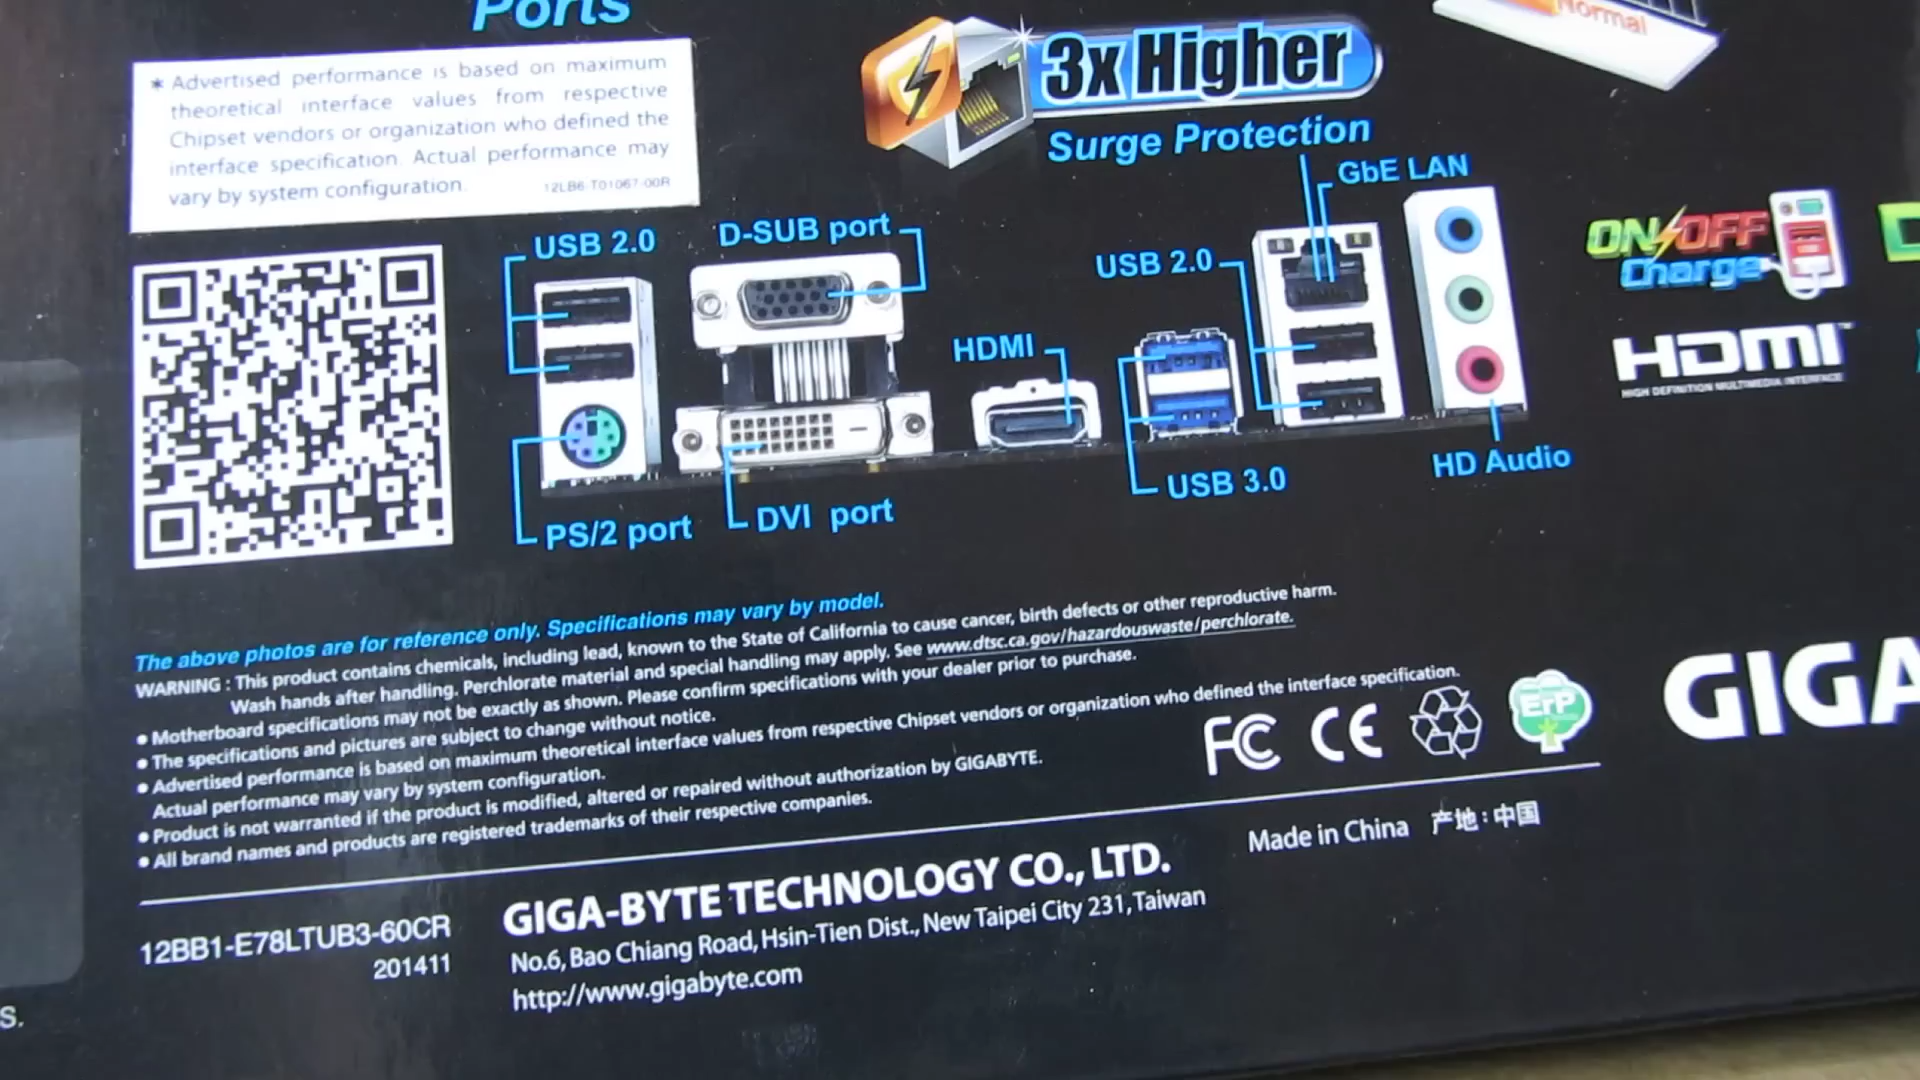 Ports
* Advertised performance is based on maximum
theoretical interface values from respective
Chipset vendors or organization who defined the
interface specification. Actual performance may
vary by system configuration.
12LB6-T01067-00R
3x Higher
Surge Protection
Normal
GbE LAN
USB 2.0
D-SUB port
USB 2.0
HDMI
ON/OFF
Charge
HDMI™
HIGH DEFINITION MULTIMEDIA INTERFACE
PS/2 port
DVI port
USB 3.0
HD Audio
The above photos are for reference only. Specifications may vary by model.
WARNING : This product contains chemicals, including lead, known to the State of California to cause cancer, birth defects or other reproductive harm.
Wash hands after handling. Perchlorate material and special handling may apply. See www.dtsc.ca.gov/hazardouswaste/perchlorate.
• Motherboard specifications may not be exactly as shown. Please confirm specifications with your dealer prior to purchase.
• The specifications and pictures are subject to change without notice.
• Advertised performance is based on maximum theoretical interface values from respective Chipset vendors or organization who defined the interface specification.
Actual performance may vary by system configuration.
• Product is not warranted if the product is modified, altered or repaired without authorization by GIGABYTE.
• All brand names and products are registered trademarks of their respective companies.
FC CE ErP
GIGA
Made in China 产地 : 中国
12BB1-E78LTUB3-60CR
201411
GIGA-BYTE TECHNOLOGY CO., LTD.
No.6, Bao Chiang Road, Hsin-Tien Dist., New Taipei City 231, Taiwan
http://www.gigabyte.com
s.